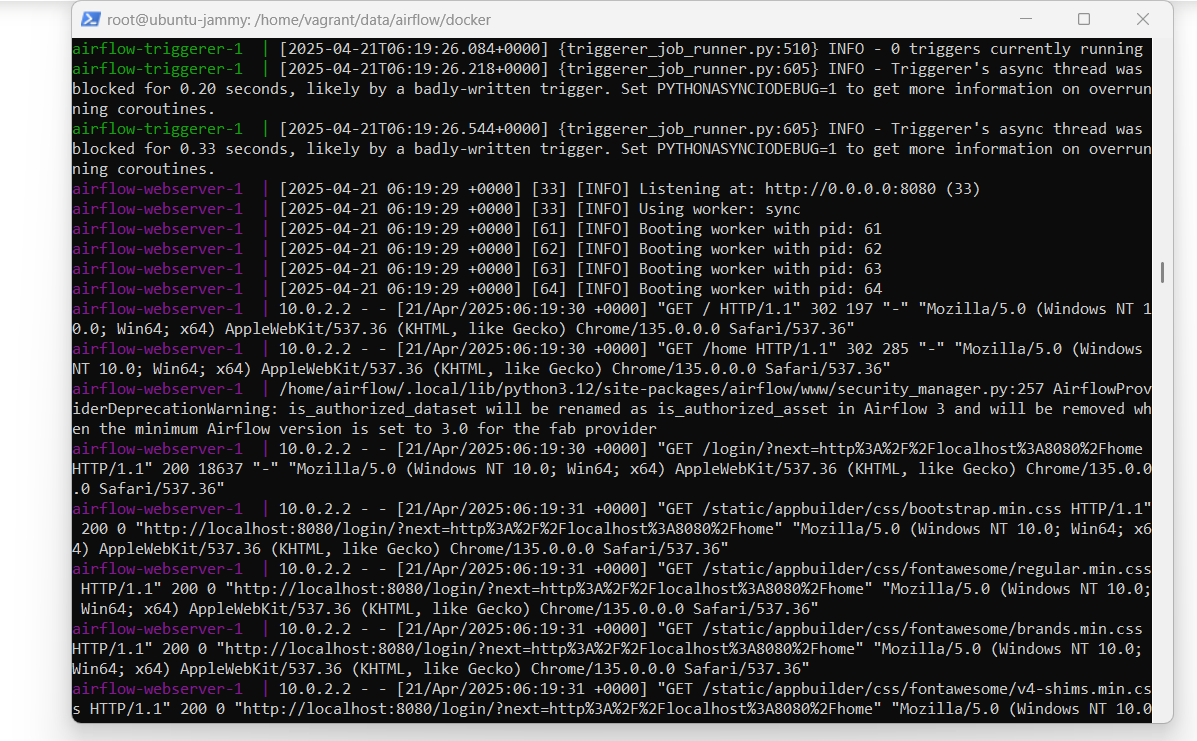 root@ubuntu-jammy: /home/vagrant/data/airflow/docker
airflow-triggerer-1  | [2025-04-21T06:19:26.084+0000] {triggerer_job_runner.py:510} INFO - 0 triggers currently running
airflow-triggerer-1  | [2025-04-21T06:19:26.218+0000] {triggerer_job_runner.py:605} INFO - Triggerer's async thread was
blocked for 0.20 seconds, likely by a badly-written trigger. Set PYTHONASYNCIODEBUG=1 to get more information on overrun
ning coroutines.
airflow-triggerer-1  | [2025-04-21T06:19:26.544+0000] {triggerer_job_runner.py:605} INFO - Triggerer's async thread was
blocked for 0.33 seconds, likely by a badly-written trigger. Set PYTHONASYNCIODEBUG=1 to get more information on overrun
ning coroutines.
airflow-webserver-1  | [2025-04-21 06:19:29 +0000] [33] [INFO] Listening at: http://0.0.0.0:8080 (33)
airflow-webserver-1  | [2025-04-21 06:19:29 +0000] [33] [INFO] Using worker: sync
airflow-webserver-1  | [2025-04-21 06:19:29 +0000] [61] [INFO] Booting worker with pid: 61
airflow-webserver-1  | [2025-04-21 06:19:29 +0000] [62] [INFO] Booting worker with pid: 62
airflow-webserver-1  | [2025-04-21 06:19:29 +0000] [63] [INFO] Booting worker with pid: 63
airflow-webserver-1  | [2025-04-21 06:19:29 +0000] [64] [INFO] Booting worker with pid: 64
airflow-webserver-1  | 10.0.2.2 - - [21/Apr/2025:06:19:30 +0000] "GET / HTTP/1.1" 302 197 "-" "Mozilla/5.0 (Windows NT 1
0.0; Win64; x64) AppleWebKit/537.36 (KHTML, like Gecko) Chrome/135.0.0.0 Safari/537.36"
airflow-webserver-1  | 10.0.2.2 - - [21/Apr/2025:06:19:30 +0000] "GET /home HTTP/1.1" 302 285 "-" "Mozilla/5.0 (Windows
NT 10.0; Win64; x64) AppleWebKit/537.36 (KHTML, like Gecko) Chrome/135.0.0.0 Safari/537.36"
airflow-webserver-1  | /home/airflow/.local/lib/python3.12/site-packages/airflow/www/security_manager.py:257 AirflowProv
iderDeprecationWarning: is_authorized_dataset will be renamed as is_authorized_asset in Airflow 3 and will be removed wh
en the minimum Airflow version is set to 3.0 for the fab provider
airflow-webserver-1  | 10.0.2.2 - - [21/Apr/2025:06:19:30 +0000] "GET /login/?next=http%3A%2F%2Flocalhost%3A8080%2Fhome
HTTP/1.1" 200 18637 "-" "Mozilla/5.0 (Windows NT 10.0; Win64; x64) AppleWebKit/537.36 (KHTML, like Gecko) Chrome/135.0.0
.0 Safari/537.36"
airflow-webserver-1  | 10.0.2.2 - - [21/Apr/2025:06:19:31 +0000] "GET /static/appbuilder/css/bootstrap.min.css HTTP/1.1"
 200 0 "http://localhost:8080/login/?next=http%3A%2F%2Flocalhost%3A8080%2Fhome" "Mozilla/5.0 (Windows NT 10.0; Win64; x6
4) AppleWebKit/537.36 (KHTML, like Gecko) Chrome/135.0.0.0 Safari/537.36"
airflow-webserver-1  | 10.0.2.2 - - [21/Apr/2025:06:19:31 +0000] "GET /static/appbuilder/css/fontawesome/regular.min.css
 HTTP/1.1" 200 0 "http://localhost:8080/login/?next=http%3A%2F%2Flocalhost%3A8080%2Fhome" "Mozilla/5.0 (Windows NT 10.0;
 Win64; x64) AppleWebKit/537.36 (KHTML, like Gecko) Chrome/135.0.0.0 Safari/537.36"
airflow-webserver-1  | 10.0.2.2 - - [21/Apr/2025:06:19:31 +0000] "GET /static/appbuilder/css/fontawesome/brands.min.css
HTTP/1.1" 200 0 "http://localhost:8080/login/?next=http%3A%2F%2Flocalhost%3A8080%2Fhome" "Mozilla/5.0 (Windows NT 10.0;
Win64; x64) AppleWebKit/537.36 (KHTML, like Gecko) Chrome/135.0.0.0 Safari/537.36"
airflow-webserver-1  | 10.0.2.2 - - [21/Apr/2025:06:19:31 +0000] "GET /static/appbuilder/css/fontawesome/v4-shims.min.cs
s HTTP/1.1" 200 0 "http://localhost:8080/login/?next=http%3A%2F%2Flocalhost%3A8080%2Fhome" "Mozilla/5.0 (Windows NT 10.0